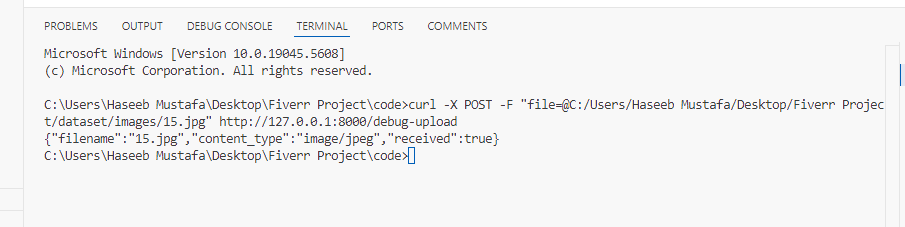 PROBLEMS OUTPUT DEBUG CONSOLE TERMINAL PORTS COMMENTS
Microsoft Windows [Version 10.0.19045.5608]
(c) Microsoft Corporation. All rights reserved.
C:\Users\Haseeb Mustafa\Desktop\Fiverr Project\code>curl -X POST -F "file=@C:/Users/Haseeb Mustafa/Desktop/Fiverr Projec
t/dataset/images/15.jpg" http://127.0.0.1:8000/debug-upload
{"filename":"15.jpg","content_type":"image/jpeg","received":true}
C:\Users\Haseeb Mustafa\Desktop\Fiverr Project\code>